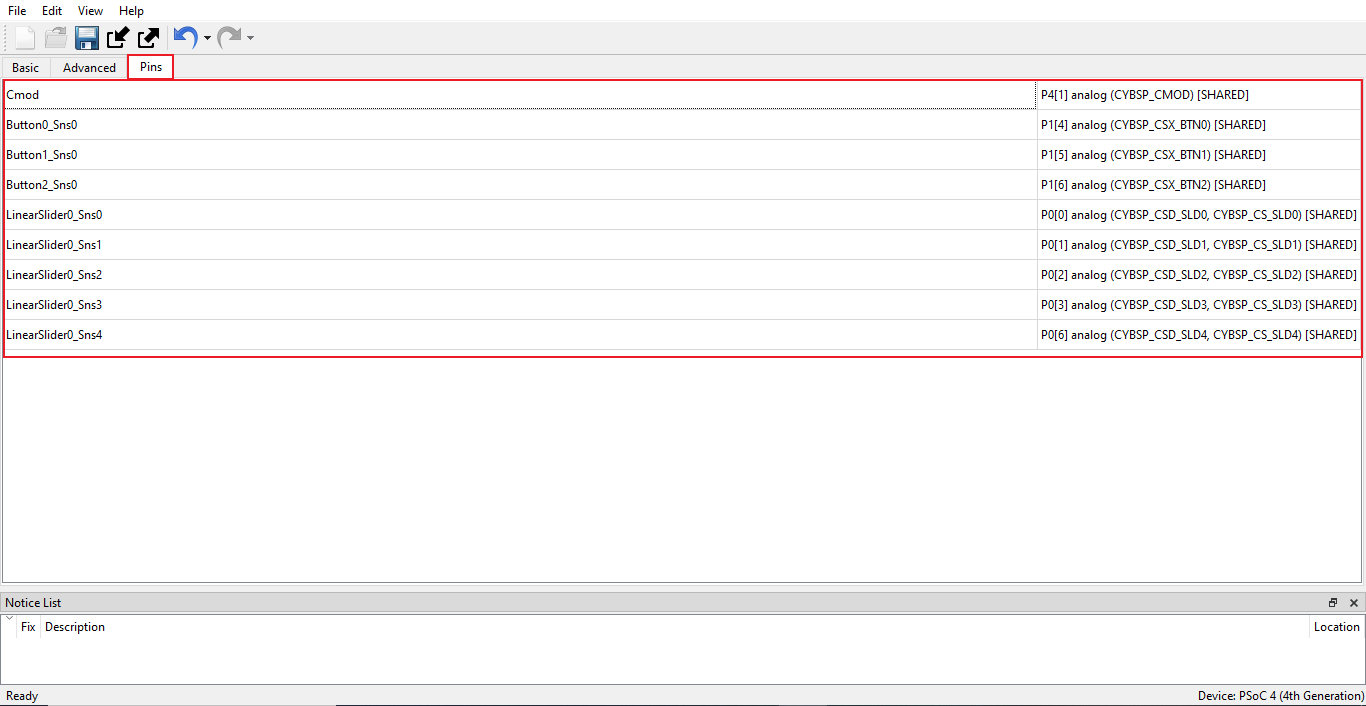 File Edit View Help
Basic Advanced Pins
Cmod P4[1] analog (CYBSP_CMOD) [SHARED]
Button0_Sns0 P1[4] analog (CYBSP_CSX_BTN0) [SHARED]
Button1_Sns0 P1[5] analog (CYBSP_CSX_BTN1) [SHARED]
Button2_Sns0 P1[6] analog (CYBSP_CSX_BTN2) [SHARED]
LinearSlider0_Sns0 P0[0] analog (CYBSP_CSD_SLD0, CYBSP_CS_SLD0) [SHARED]
LinearSlider0_Sns1 P0[1] analog (CYBSP_CSD_SLD1, CYBSP_CS_SLD1) [SHARED]
LinearSlider0_Sns2 P0[2] analog (CYBSP_CSD_SLD2, CYBSP_CS_SLD2) [SHARED]
LinearSlider0_Sns3 P0[3] analog (CYBSP_CSD_SLD3, CYBSP_CS_SLD3) [SHARED]
LinearSlider0_Sns4 P0[6] analog (CYBSP_CSD_SLD4, CYBSP_CS_SLD4) [SHARED]
Notice List
Fix Description Location
Ready Device: PSoC 4 (4th Generation)